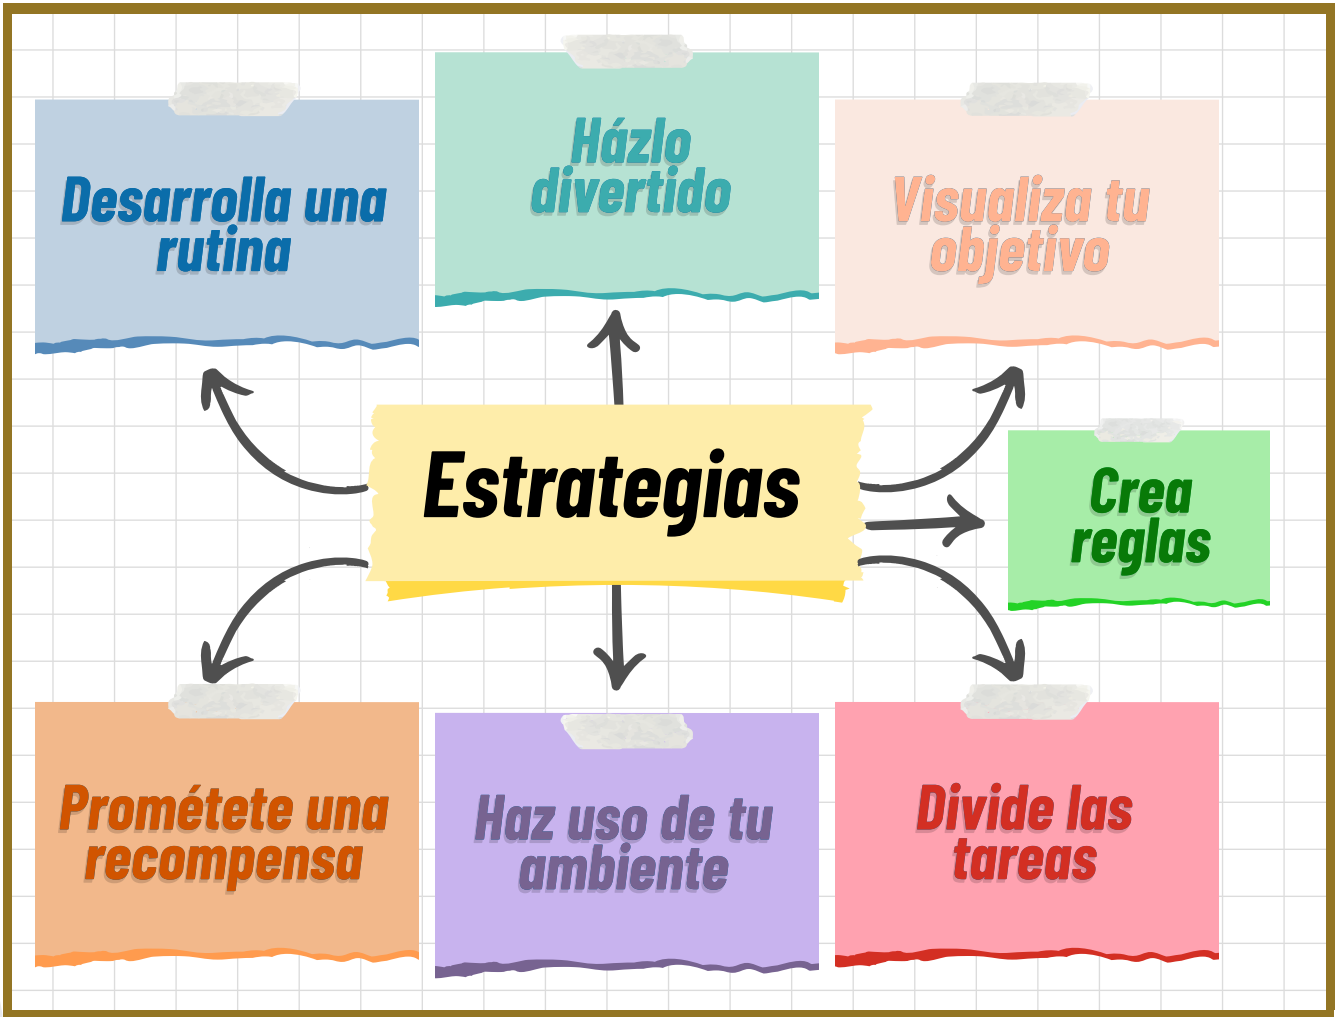 Desarrolla una
rutina
Házlo
divertido
Visualiza tu
objetivo
Estrategias
Crea
reglas
Prométete una
recompensa
Haz uso de tu
ambiente
Divide las
tareas